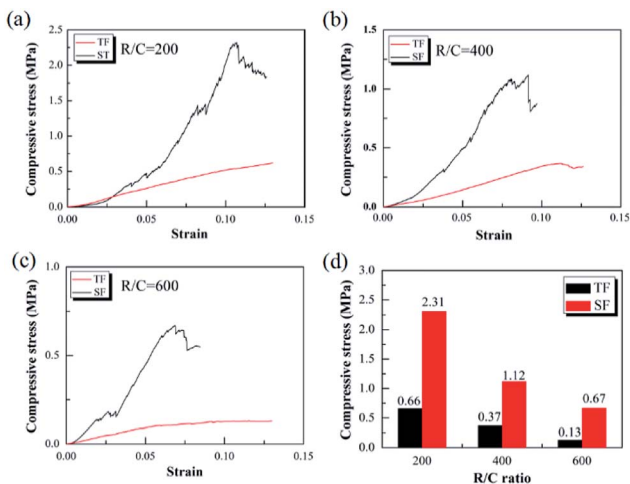 (a)
Compressive stress (MPa)
2.5
2.0
1.5
1.0
0.5
0.0
TF
ST
R/C=200
0.00
0.05
0.10
0.15
Strain
(b)
Compressive stress (MPa)
1.5
1.0
0.5
0.0
TF
SF
R/C=400
0.00
0.05
0.10
0.15
Strain
(c)
Compressive stress (MPa)
1.0
0.5
0.0
TF
SF
R/C=600
0.00
0.05
0.10
0.15
Strain
(d)
Compressive stress (MPa)
3.0
2.5
2.0
1.5
1.0
0.5
0.0
TF
SF
0.66
2.31
0.37
1.12
0.13
0.67
200
400
600
R/C ratio